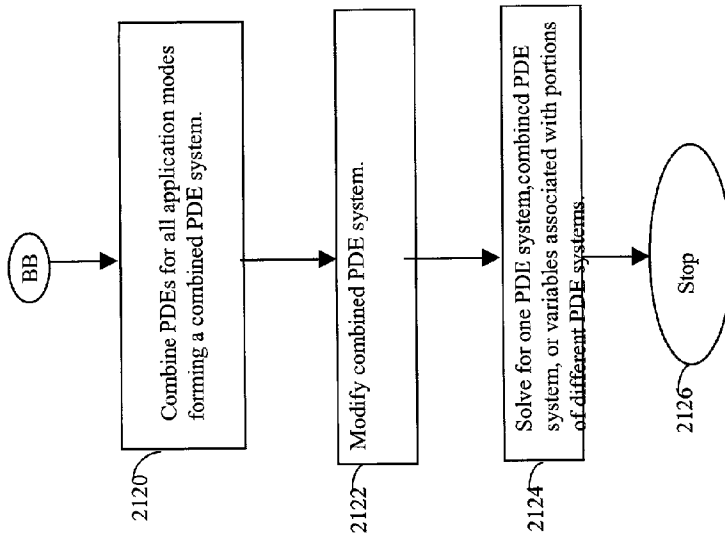 BB
Combine PDEs for all application modes
forming a combined PDE system.
2120
Modify combined PDE system.
2122
Solve for one PDE system,combined PDE
system, or variables associated with portions
of different PDE systems.
2124
Stop
2126